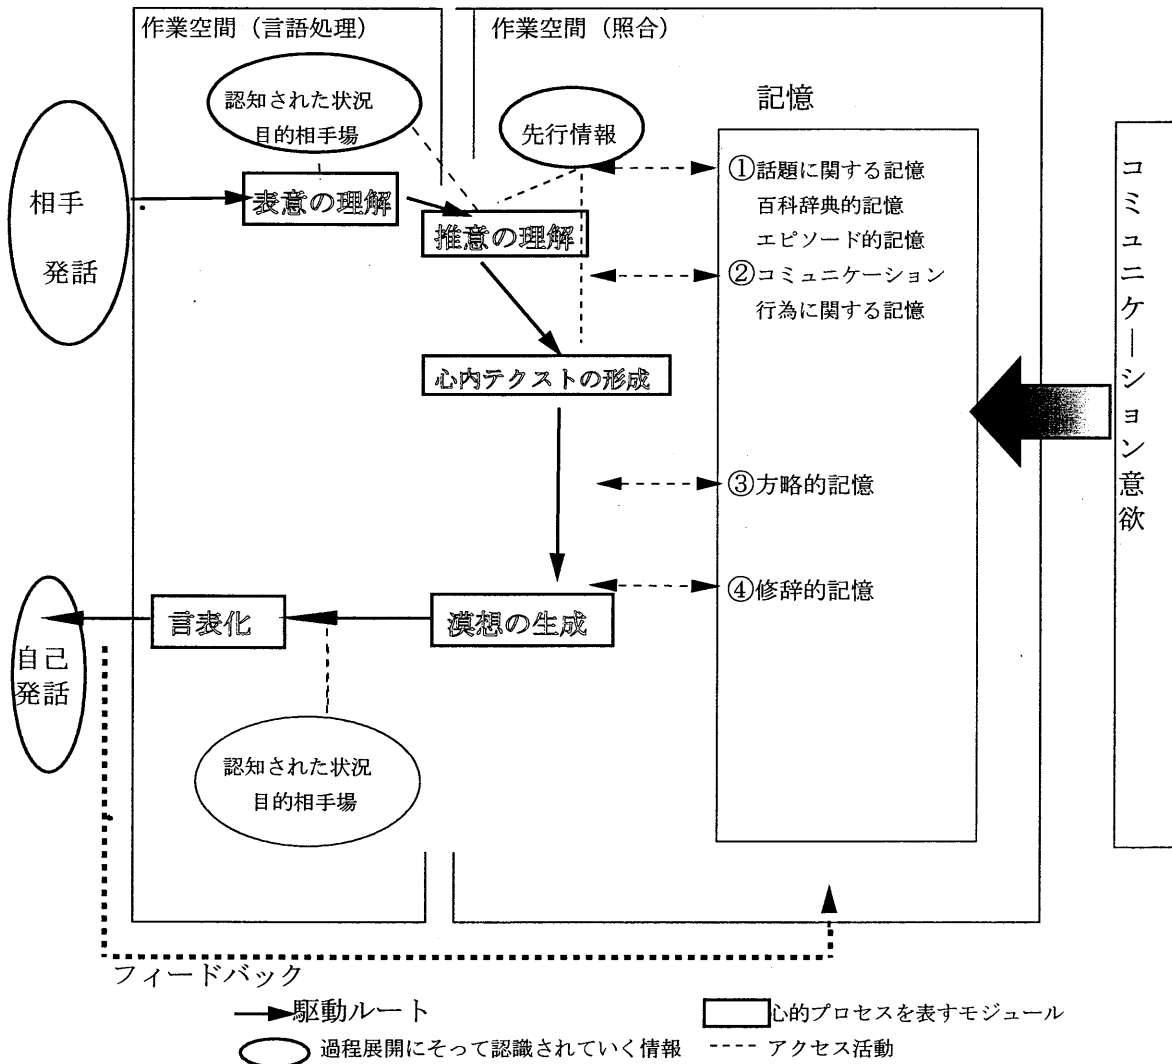 作業空間（言語処理）
作業空間（照合）
認知された状況
目的相手場
先行情報
記憶
相手
発話
表意の理解
推意の理解
①話題に関する記憶
百科辞典的記憶
エピソード的記憶
②コミュニケーション
行為に関する記憶
心内テクストの形成
コミュニケーション意欲
③方略的記憶
④修辞的記憶
言表化
漠想の生成
自己
発話
認知された状況
目的相手場
フィードバック
駆動ルート
心的プロセスを表すモジュール
過程展開にそって認識されていく情報
アクセス活動